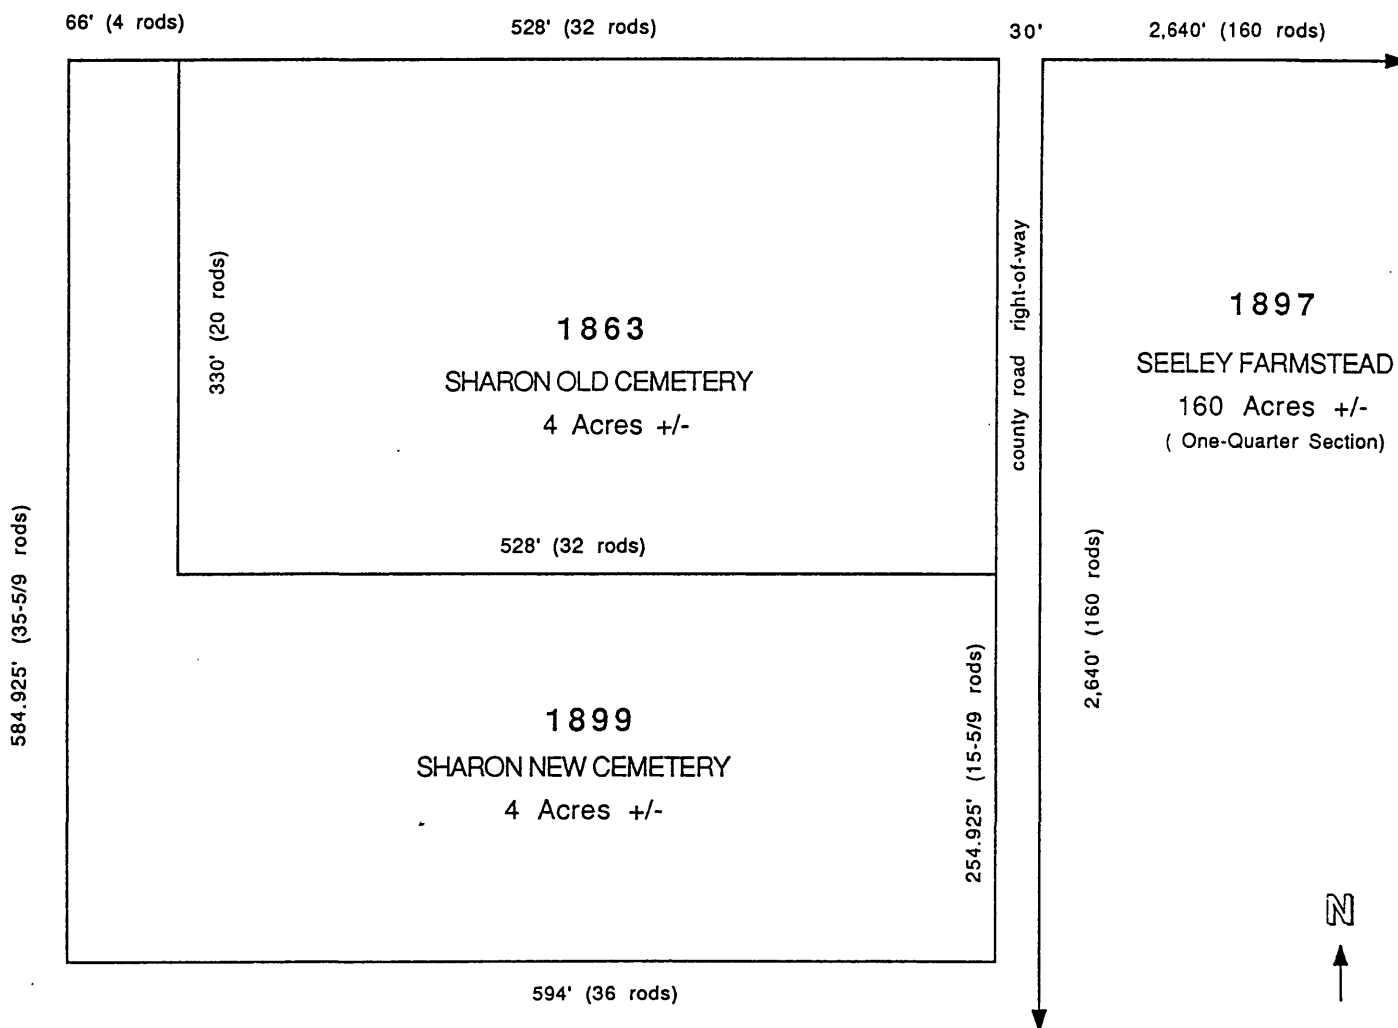 66' (4 rods)
528' (32 rods)
30'
2,640' (160 rods)
330' (20 rods)
1863
SHARON OLD CEMETERY
4 Acres +/-
county road right-of-way
1897
SEELEY FARMSTEAD
160 Acres +/-
( One-Quarter Section)
584.925' (35-5/9 rods)
528' (32 rods)
2,640' (160 rods)
1899
SHARON NEW CEMETERY
4 Acres +/-
254.925' (15-5/9 rods)
N
594' (36 rods)